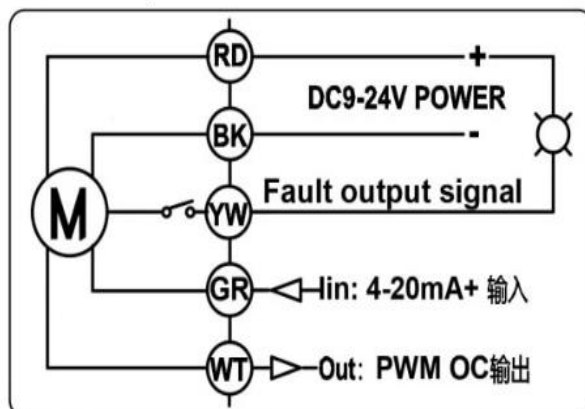 RD
+
DC9-24V POWER
BK
-
M
YW
Fault output signal
GR
Iin: 4-20mA+ 输入
WT
Out: PWM OC输出